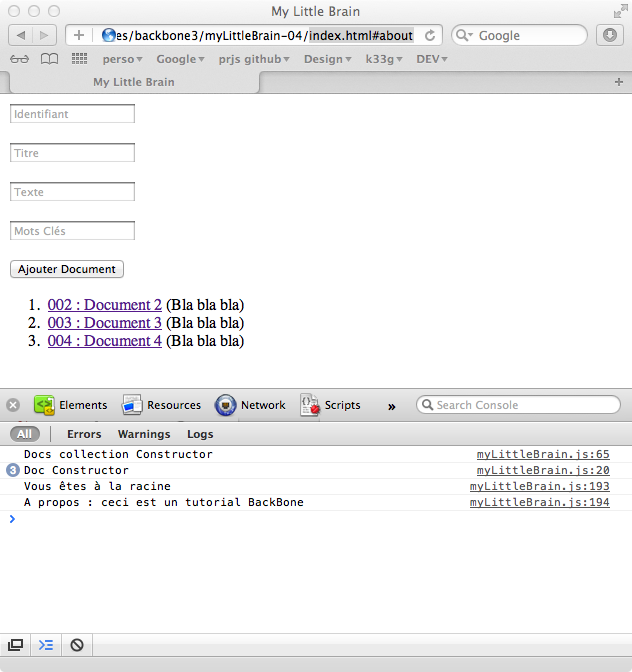 My Little Brain
es/backbone3/myLittleBrain-04/index.html#about
Google
perso Google prjs github Design k33g DEV
My Little Brain
Identifiant
Titre
Texte
Mots Clés
Ajouter Document
1. 002 : Document 2 (Bla bla bla)
2. 003 : Document 3 (Bla bla bla)
3. 004 : Document 4 (Bla bla bla)
Elements Resources Network Scripts » Search Console
All Errors Warnings Logs
Docs collection Constructor myLittleBrain.js:65
3 Doc Constructor myLittleBrain.js:20
Vous êtes à la racine myLittleBrain.js:193
A propos : ceci est un tutorial BackBone myLittleBrain.js:194